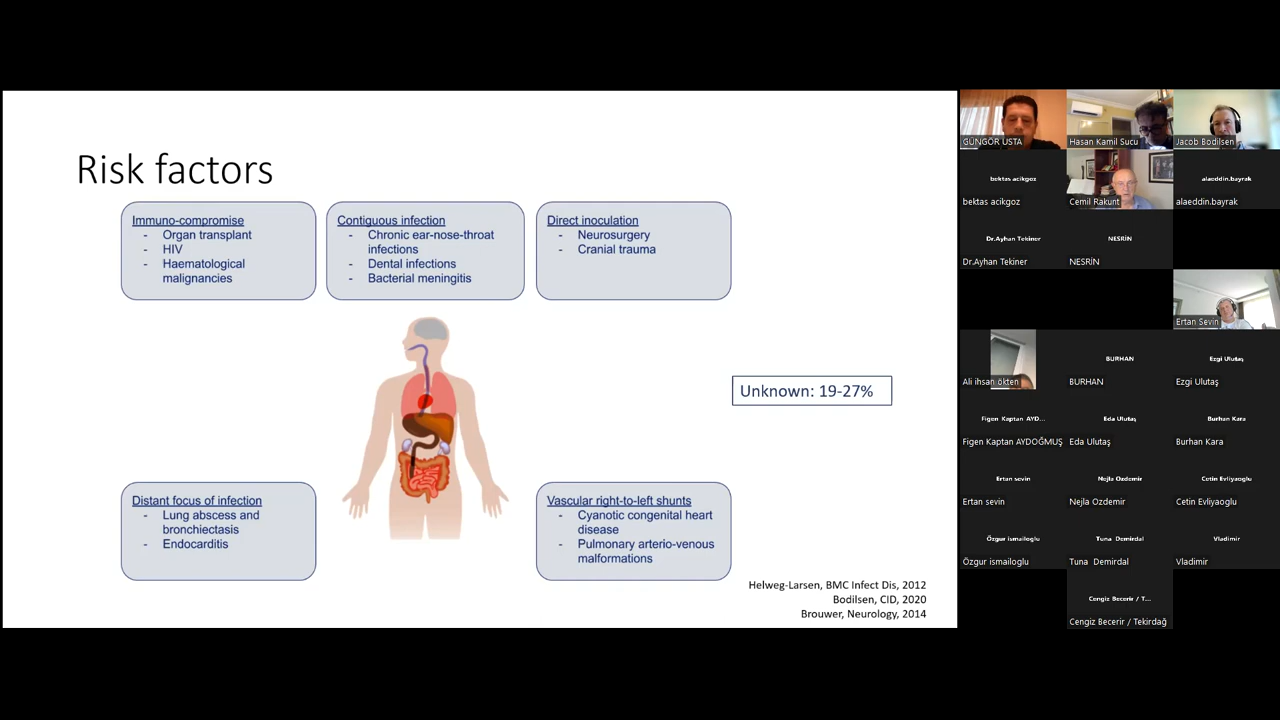 Risk factors
Immuno-compromise
- Organ transplant
- HIV
- Haematological
malignancies
Contiguous infection
- Chronic ear-nose-throat
infections
- Dental infections
- Bacterial meningitis
Direct inoculation
- Neurosurgery
- Cranial trauma
Unknown: 19-27%
Distant focus of infection
- Lung abscess and
bronchiectasis
- Endocarditis
Vascular right-to-left shunts
- Cyanotic congenital heart
disease
- Pulmonary arterio-venous
malformations
Helweg-Larsen, BMC Infect Dis, 2012
Bodilsen, CID, 2020
Brouwer, Neurology, 2014
GÜNGÖR USTA
Hasan Kamil Sucu
Jacob Bodilsen
bektas acikgoz
bektas acikgoz
Cemil Rakunt
alaeddin.bayrak
alaeddin.bayrak
Dr.Ayhan Tekiner
Dr.Ayhan Tekiner
NESRİN
NESRİN
Ertan Sevin
Ali ihsan ökten
BURHAN
BURHAN
Ezgi Ulutaş
Ezgi Ulutaş
Figen Kaptan AYD...
Figen Kaptan AYDOĞMUŞ
Eda Ulutaş
Eda Ulutaş
Burhan Kara
Burhan Kara
Ertan sevin
Ertan sevin
Nejla Ozdemir
Nejla Ozdemir
Cetin Evliyaoglu
Cetin Evliyaoglu
Özgur ismailoglu
Özgur ismailoglu
Tuna Demirdal
Tuna Demirdal
Vladimir
Vladimir
Cengiz Becerir / T...
Cengiz Becerir / Tekirdağ